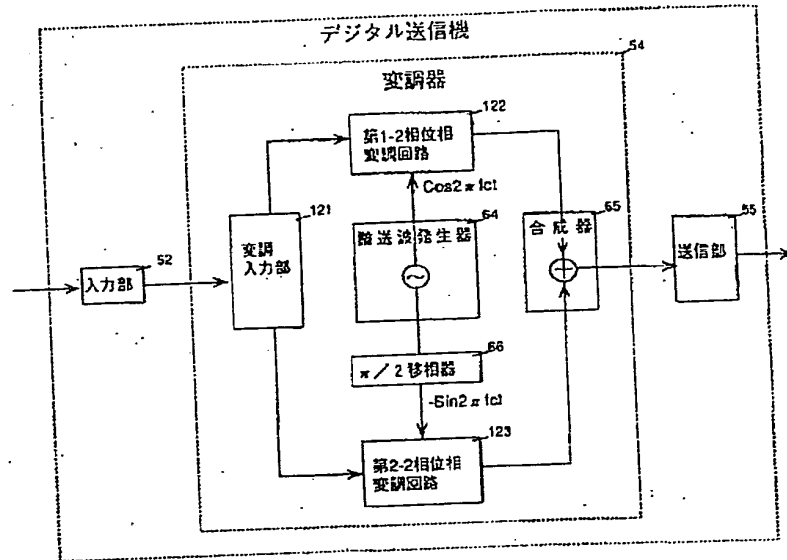 デジタル送信機
54
変調器
122
第1-2相位相
変調回路
Cos2πfct
121
変調
入力部
64
搬送波発生器
65
合成器
55
送信部
52
入力部
66
π/2移相器
-Sin2πfct
123
第2-2相位相
変調回路